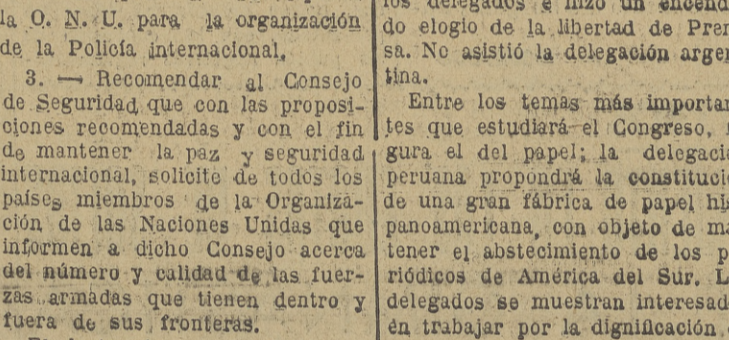 la O. N. U. para la organización
de la Policía internacional.
3. — Recomendar al Consejo
de Seguridad que con las proposi-
ciones recomendadas y con el fin
de mantener la paz y seguridad
internacional, solicite de todos los
países miembros de la Organiza-
ción de las Naciones Unidas que
informen a dicho Consejo acerca
del número y calidad de las fuer-
zas armadas que tienen dentro y
fuera de sus fronteras.
los delegados e hizo un encend
do elogio de la libertad de Pren
sa. No asistió la delegación argen
tina.
Entre los temas más importan
tes que estudiará el Congreso,
gura el del papel; la delegaci
peruana propondrá la constituci
de una gran fábrica de papel his
panoamericana, con objeto de ma
tener el abastecimiento de los p
riódicos de América del Sur. L
delegados se muestran interesad
en trabajar por la dignificación